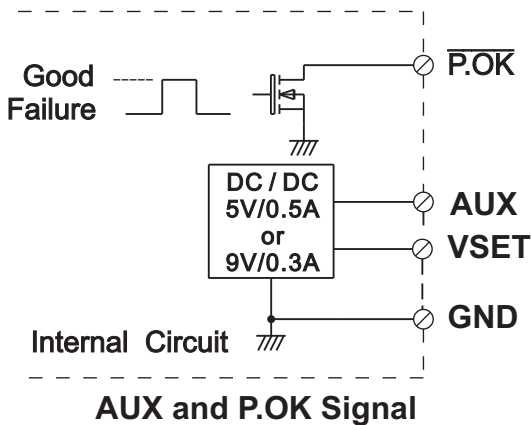 P.OK
Good
Failure
DC / DC
5V/0.5A
or
9V/0.3A
AUX
VSET
GND
Internal Circuit
AUX and P.OK Signal